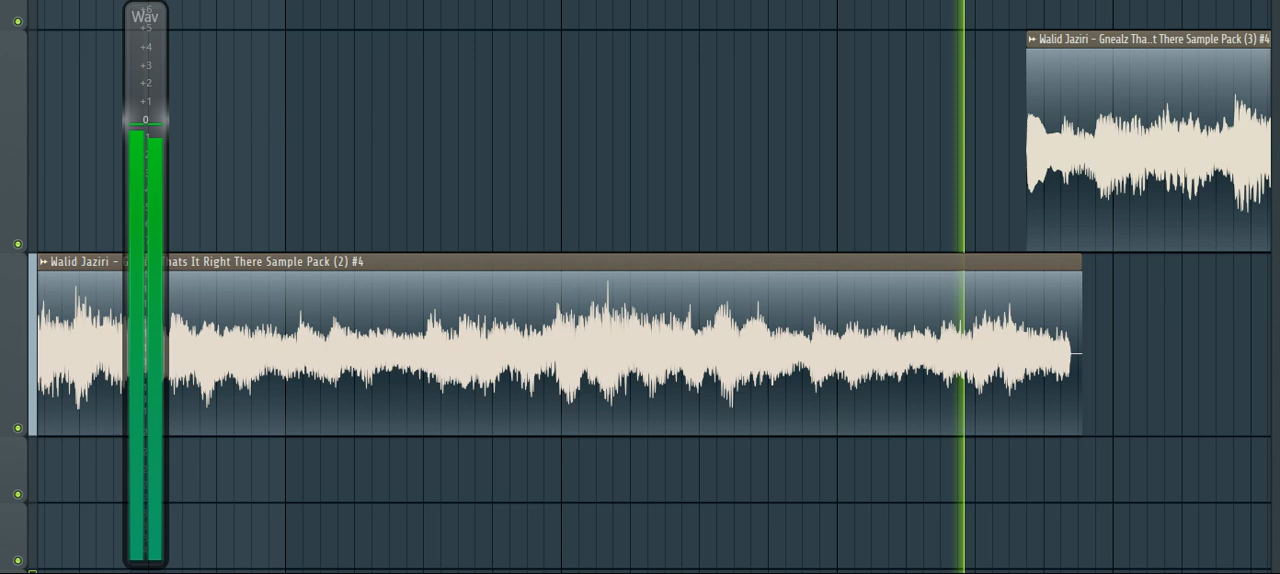 Wav
+6
+5
+4
+3
+2
+1
0
Walid Jaziri - Gnealz Tha..t There Sample Pack (3) #4
Walid Jaziri - G hats It Right There Sample Pack (2) #4